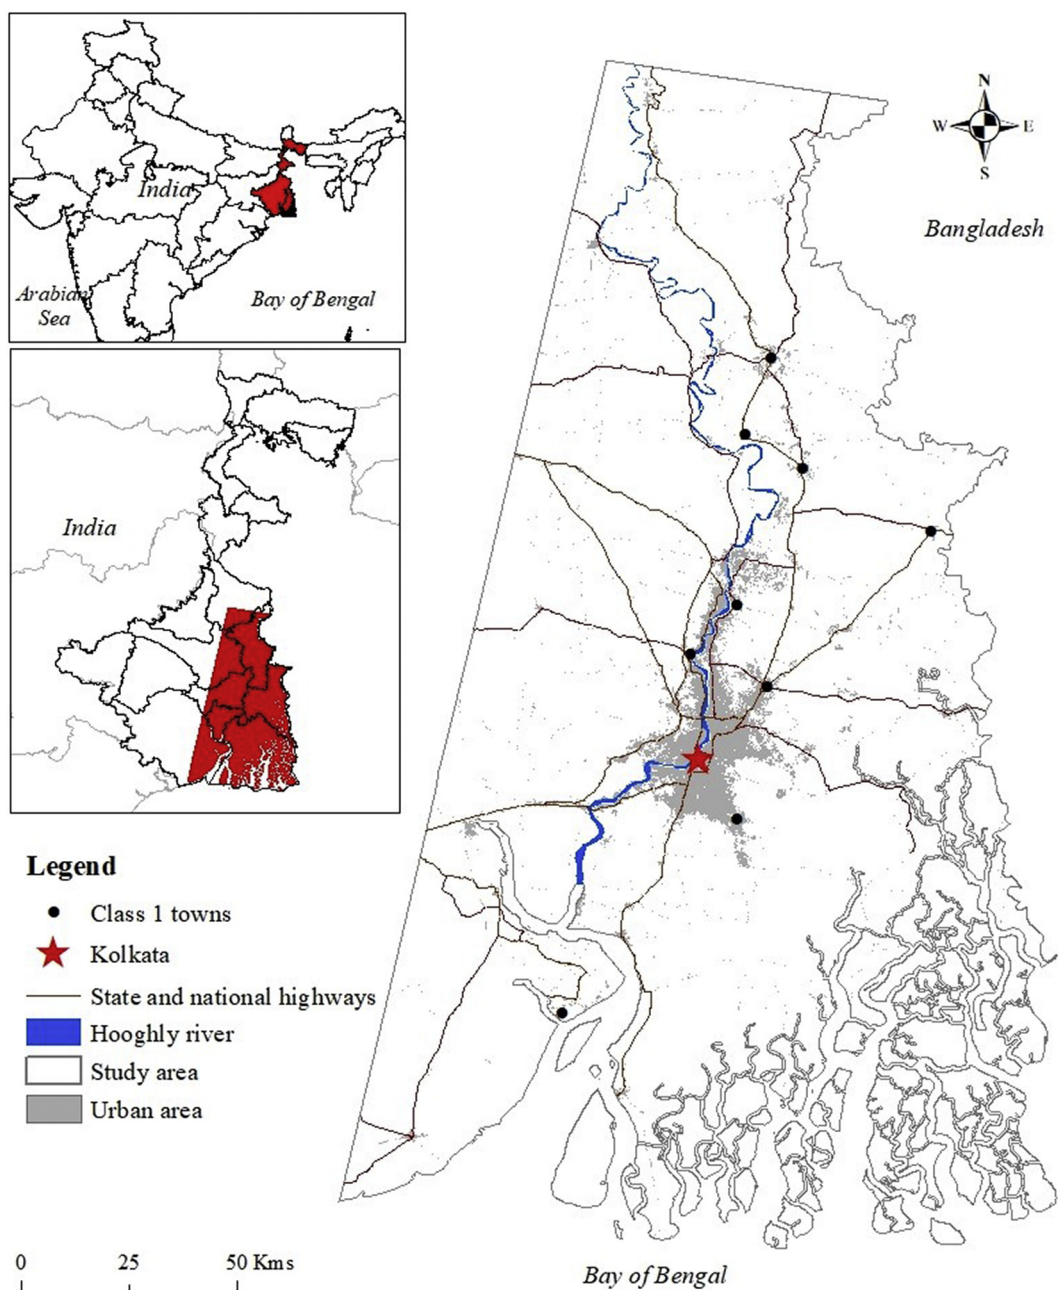 India
Arabian
Sea
Bay of Bengal
India
N
W
E
S
Bangladesh
Legend
Class 1 towns
Kolkata
State and national highways
Hooghly river
Study area
Urban area
0 25 50 Kms
Bay of Bengal